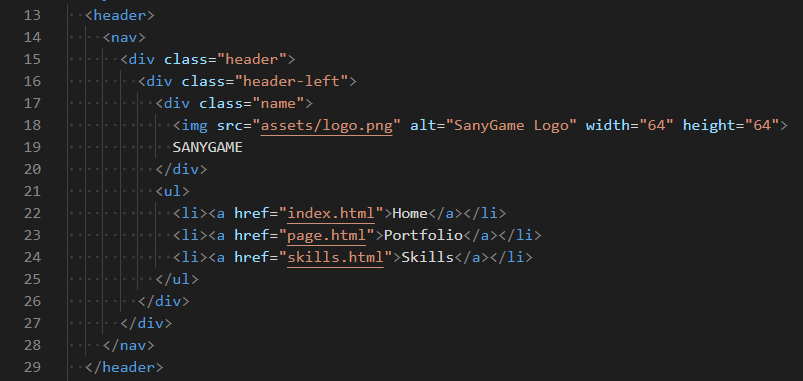 13 <header>
14 <nav>
15 <div class="header">
16 <div class="header-left">
17 <div class="name">
18 <img src="assets/logo.png" alt="SanyGame Logo" width="64" height="64">
19 SANYGAME
20 </div>
21 <ul>
22 <li><a href="index.html">Home</a></li>
23 <li><a href="page.html">Portfolio</a></li>
24 <li><a href="skills.html">Skills</a></li>
25 </ul>
26 </div>
27 </div>
28 </nav>
29 </header>